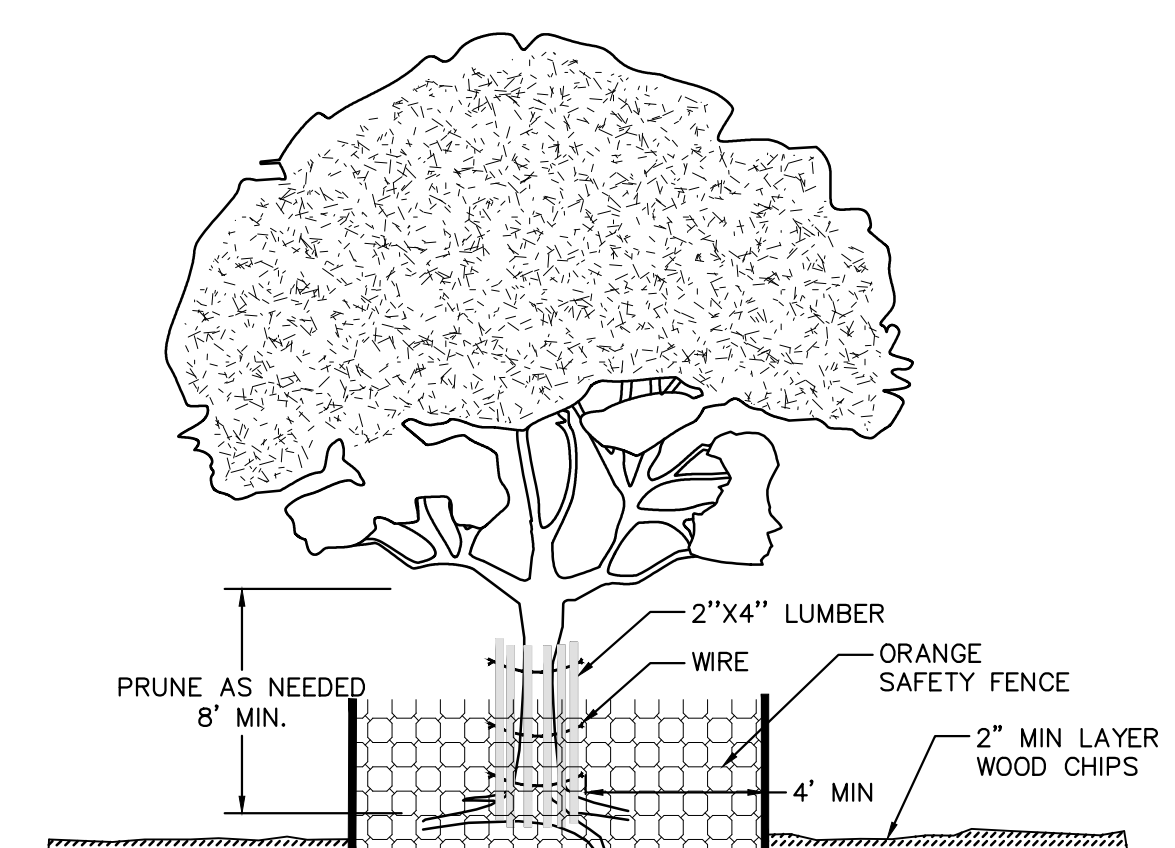 2''X4'' LUMBER
WIRE
ORANGE
SAFETY FENCE
PRUNE AS NEEDED
8' MIN.
2" MIN LAYER
WOOD CHIPS
4' MIN